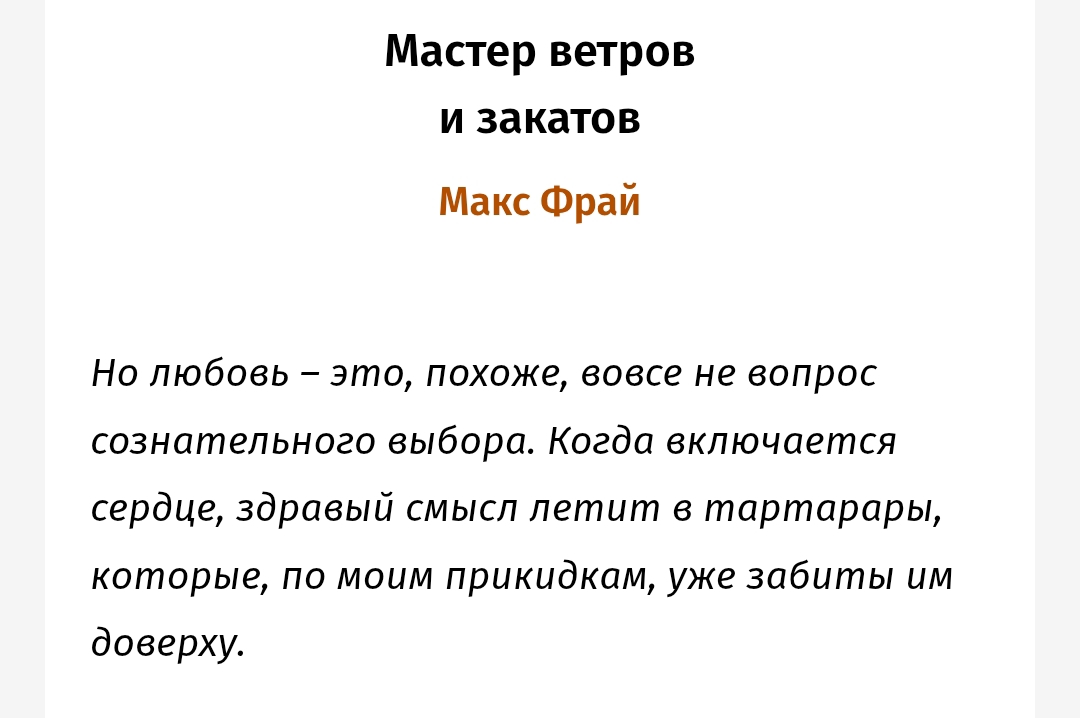 Мастер ветров
и закатов
Макс Фрай
Но любовь – это, похоже, вовсе не вопрос
сознательного выбора. Когда включается
сердце, здравый смысл летит в тартарары,
которые, по моим прикидкам, уже забиты им
доверху.